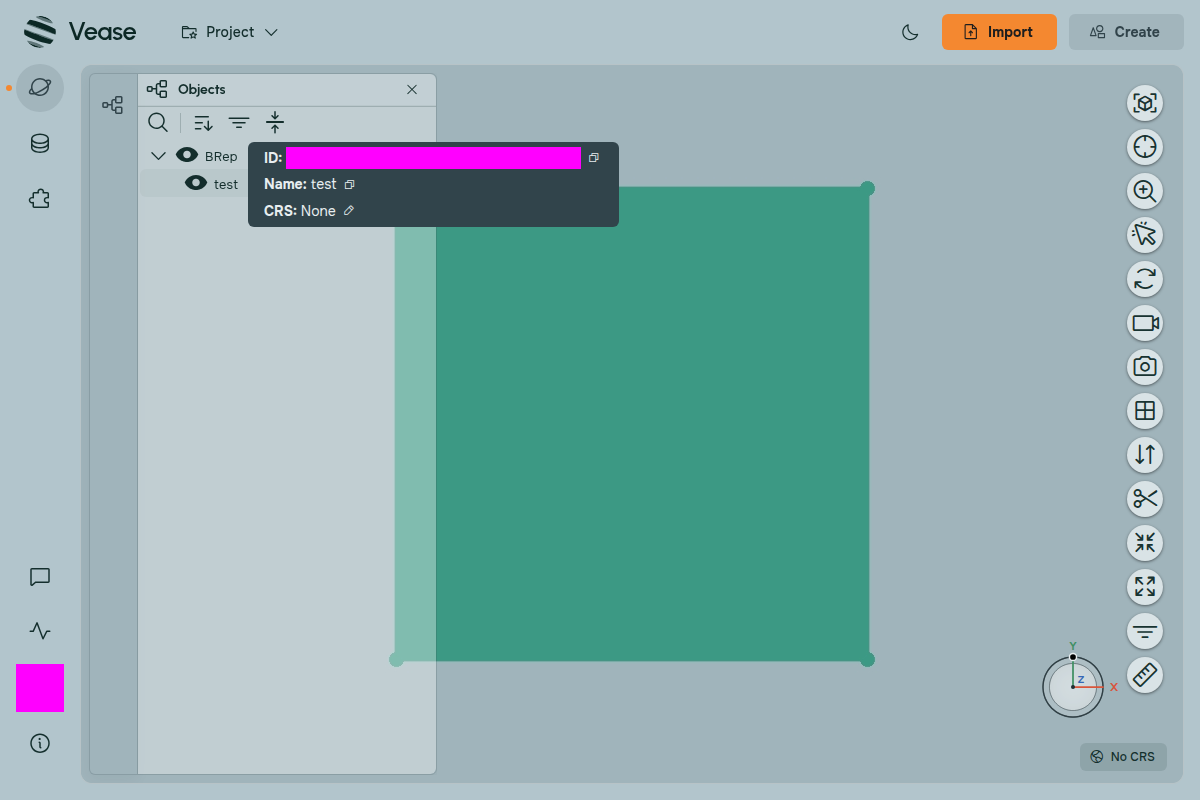 Vease
Project
Import
Create
Objects
BRep
test
ID:
Name: test
CRS: None
Y
Z
X
No CRS